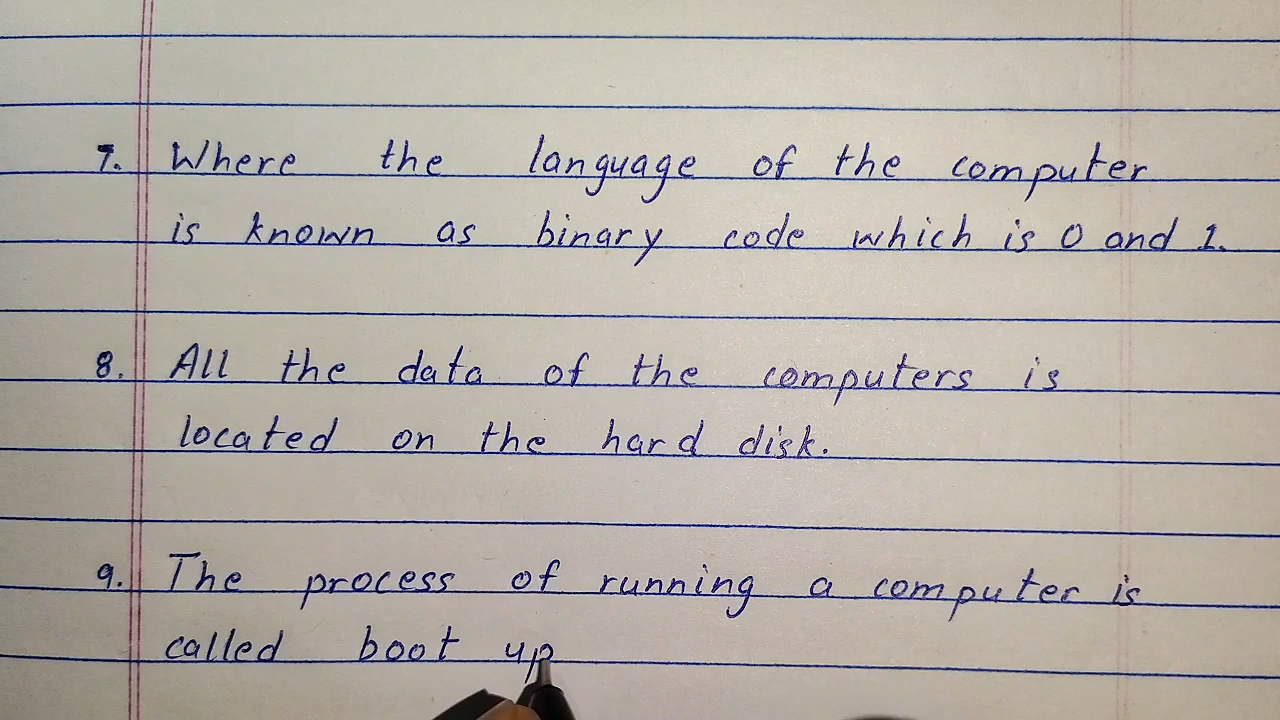 7. Where the language of the computer
is known as binary code which is 0 and 1.
8. All the data of the computers is
located on the hard disk.
9. The process of running a computer is
called boot up